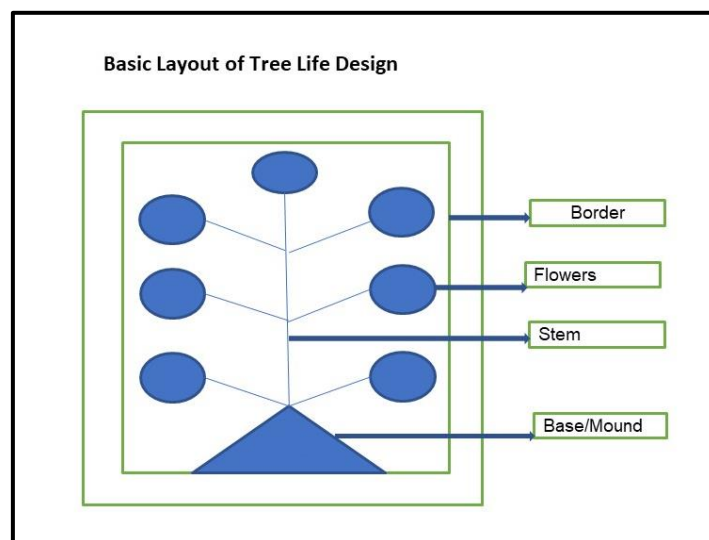 Basic Layout of Tree Life Design
Border
Flowers
Stem
Base/Mound